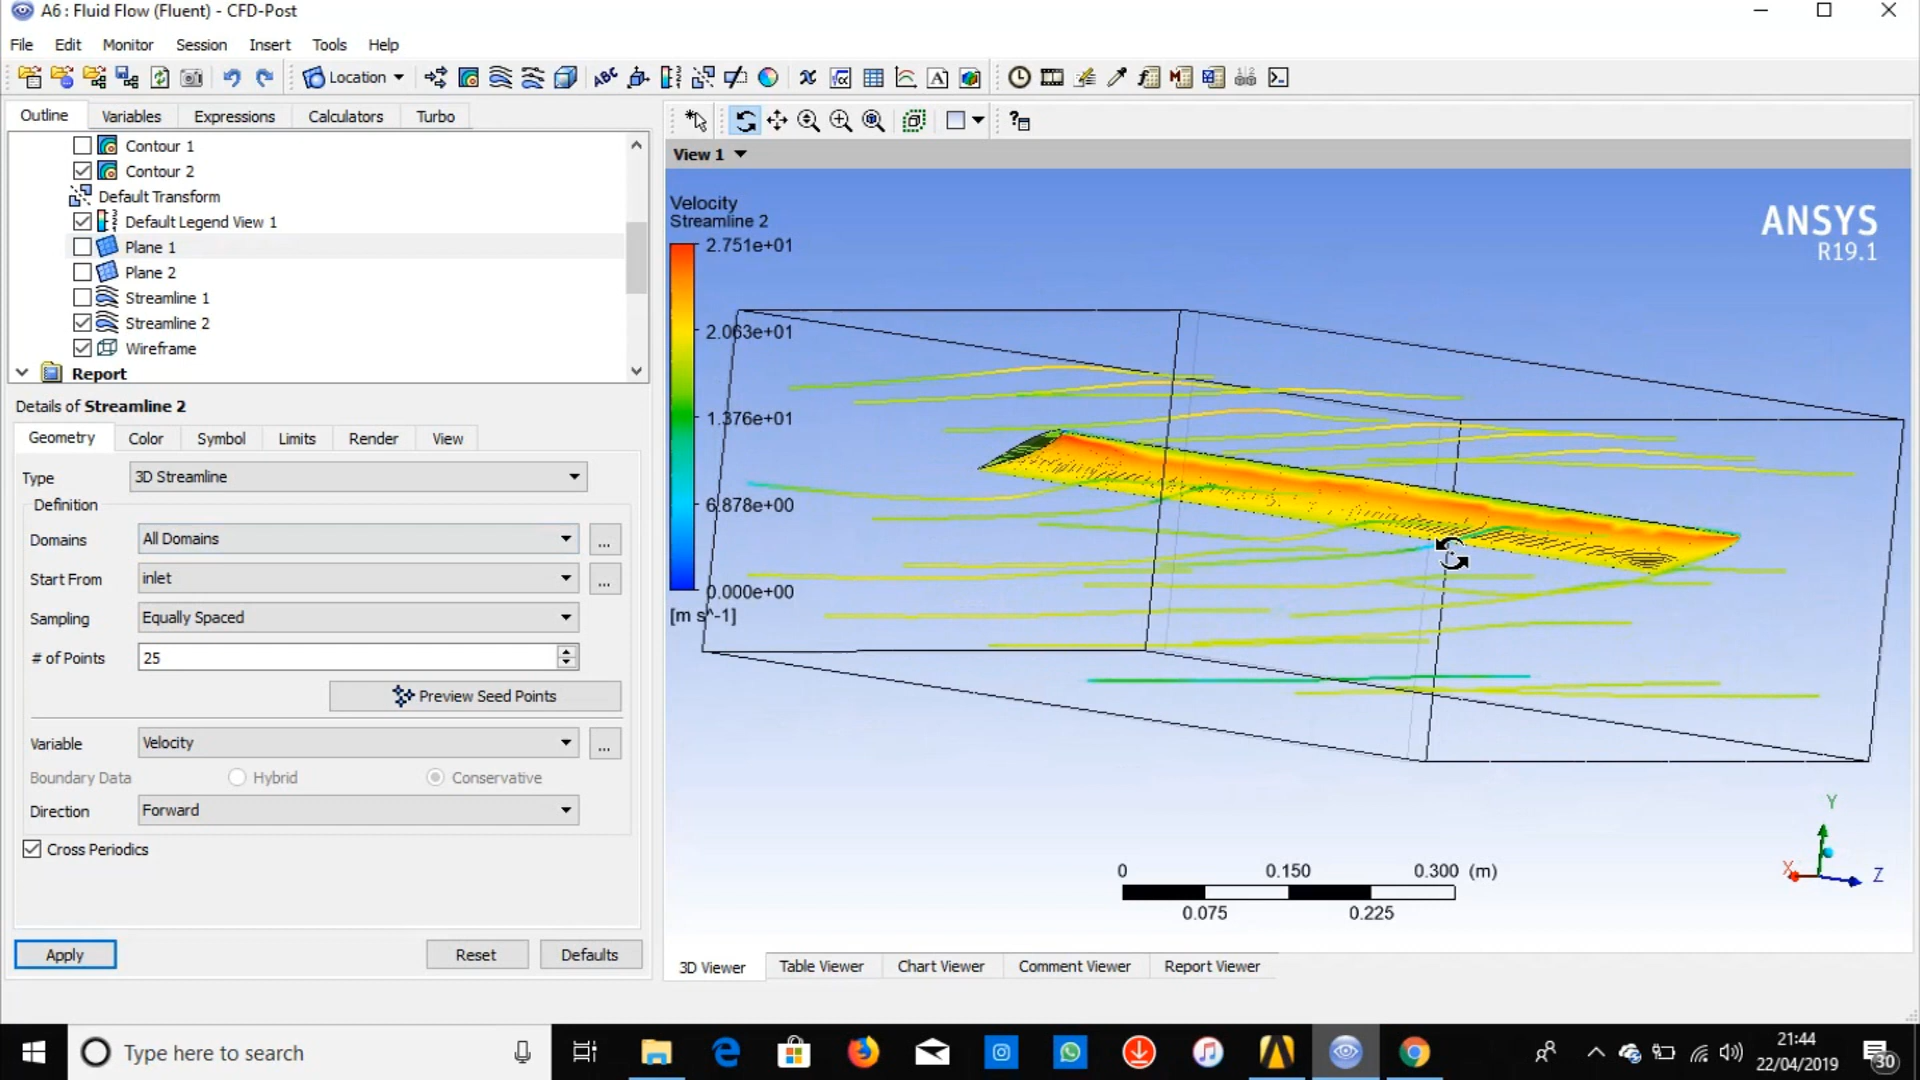 A6 : Fluid Flow (Fluent) - CFD-Post
File Edit Monitor Session Insert Tools Help
Location
Outline Variables Expressions Calculators Turbo
Contour 1
Contour 2
Default Transform
Default Legend View 1
Plane 1
Plane 2
Streamline 1
Streamline 2
Wireframe
Report
Details of Streamline 2
Geometry Color Symbol Limits Render View
Type 3D Streamline
Definition
Domains All Domains ...
Start From inlet ...
Sampling Equally Spaced
# of Points 25
Preview Seed Points
Variable Velocity ...
Boundary Data Hybrid Conservative
Direction Forward
Cross Periodics
Apply Reset Defaults
View 1
Velocity
Streamline 2
2.751e+01
2.063e+01
1.376e+01
6.878e+00
0.000e+00
[m s^-1]
ANSYS
R19.1
Y
X
Z
0 0.150 0.300 (m)
0.075 0.225
3D Viewer Table Viewer Chart Viewer Comment Viewer Report Viewer
Type here to search
21:44
22/04/2019
30